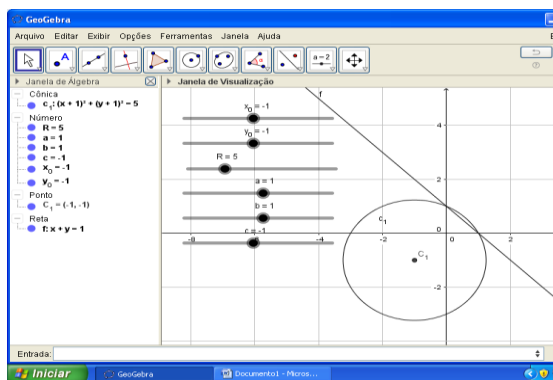 GeoGebra
Arquivo Editar Exibir Opções Ferramentas Janela Ajuda
A
a = 2
Janela de Álgebra
Janela de Visualização
Cônica
c₁: (x + 1)² + (y + 1)² = 5
Número
R = 5
a = 1
b = 1
c = -1
x₀ = -1
y₀ = -1
Ponto
C₁ = (-1, -1)
Reta
f: x + y = 1
f
x₀ = -1
y₀ = -1
R = 5
a = 1
b = 1
c = -1
c₁
C₁
-8 -6 -4 -2 0 2
4
2
-2
Entrada:
Iniciar
GeoGebra
Documento1 - Micros...